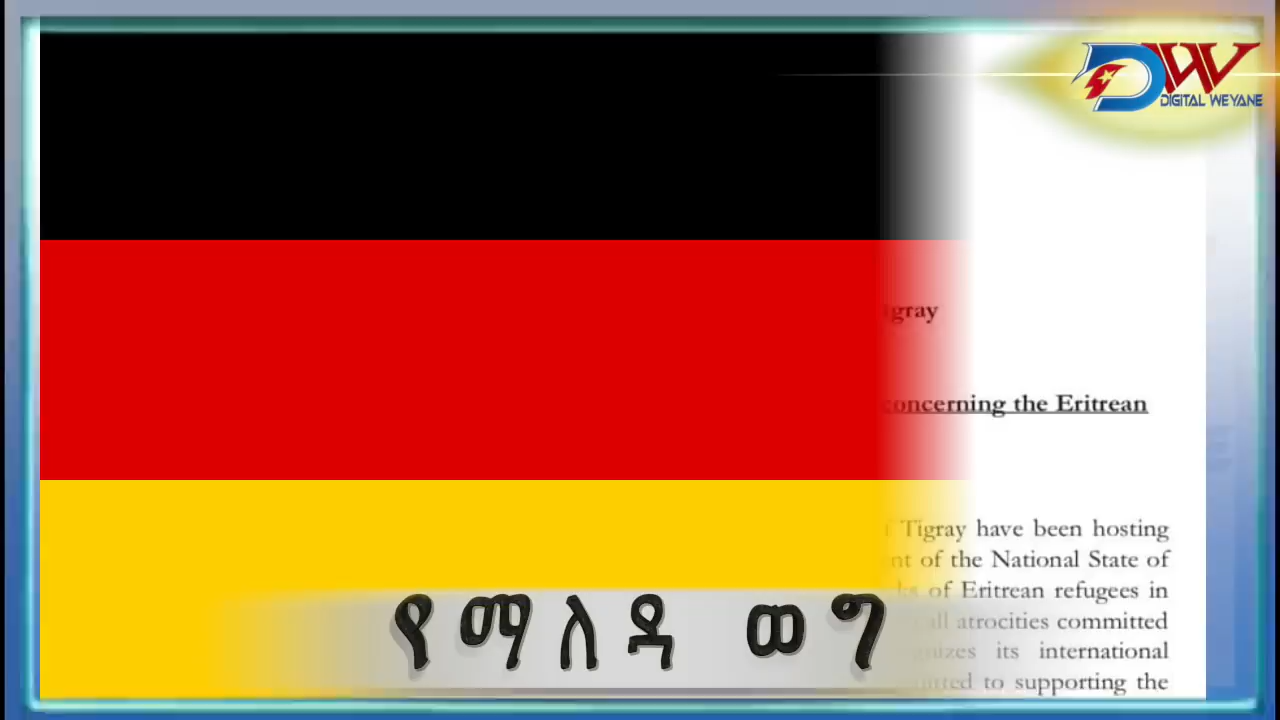 DW
DIGITAL WEYANE
igray
concerning the Eritrean
Tigray have been hosting
nt of the National State of
of Eritrean refugees in
all atrocities committed
its international
to supporting the
የማለዳ ወግ